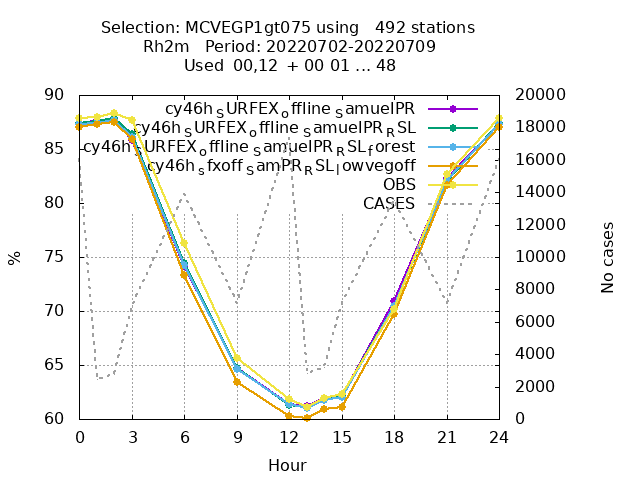 Selection: MCVEGP1gt075 using   492 stations
Rh2m   Period: 20220702-20220709
Used  00,12  + 00 01 ... 48
90
85
80
75
70
65
60
%
20000
18000
16000
14000
12000
10000
8000
6000
4000
2000
0
No cases
cy46h_SURFEX_offline_samuelPR
cy46h_SURFEX_offline_samuelPR_RSL
cy46h_SURFEX_offline_samuelPR_RSL_forest
cy46h_sfxoff_SamPR_RSL_lowvegoff
OBS
CASES
0 3 6 9 12 15 18 21 24
Hour